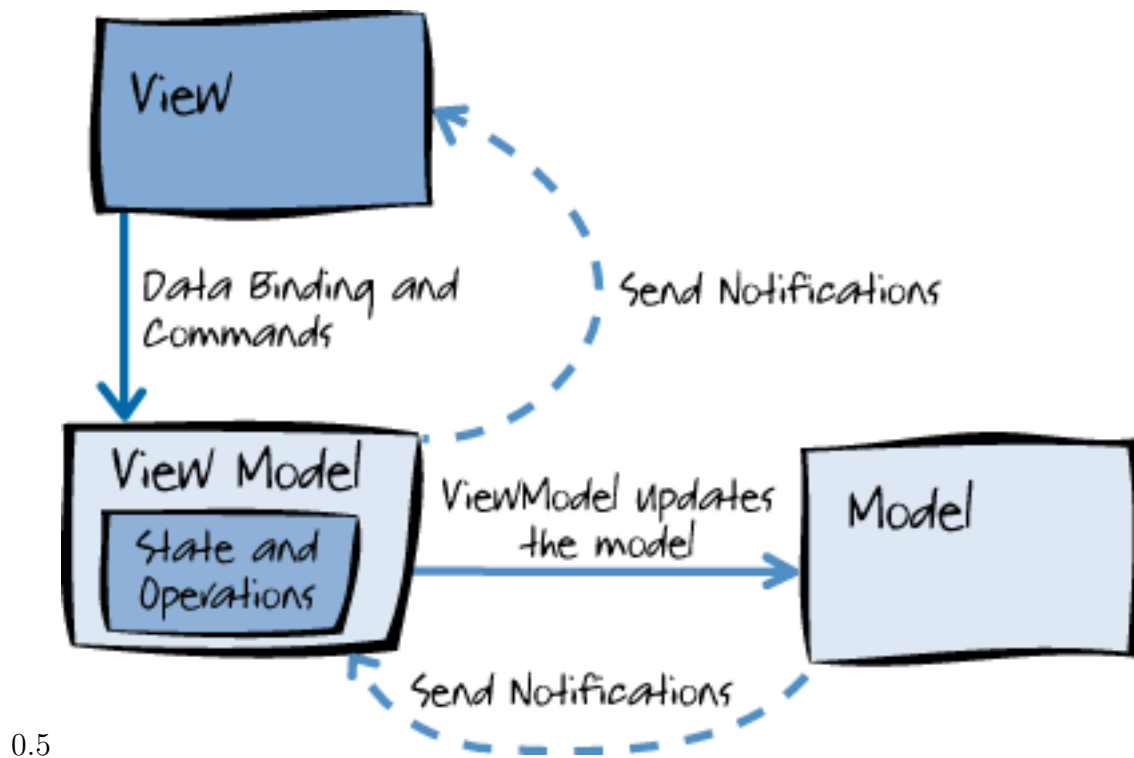 View
Data Binding and
Commands
Send Notifications
View Model
State and
Operations
ViewModel updates
the model
Model
Send Notifications
0.5